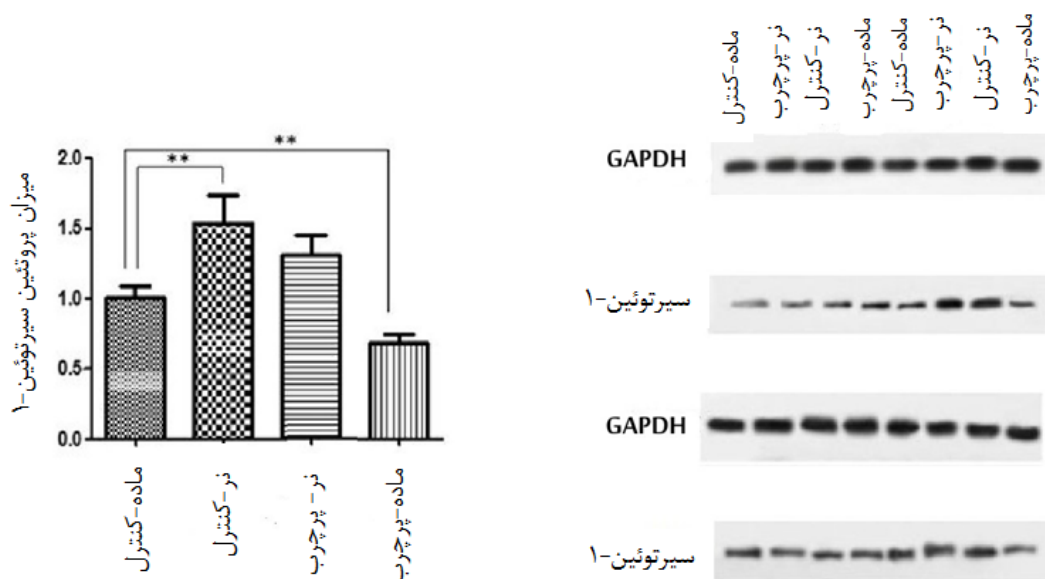 میزان پروتئین سیرتوئین-۱
2.0
1.5
1.0
0.5
0.0
**
**
ماده-کنترل
نر-کنترل
نر-پرچرب
ماده-پرچرب
ماده-کنترل
نر-پرچرب
نر-کنترل
ماده-پرچرب
ماده-کنترل
نر-پرچرب
نر-کنترل
ماده-پرچرب
GAPDH
سیرتوئین-۱
GAPDH
سیرتوئین-۱